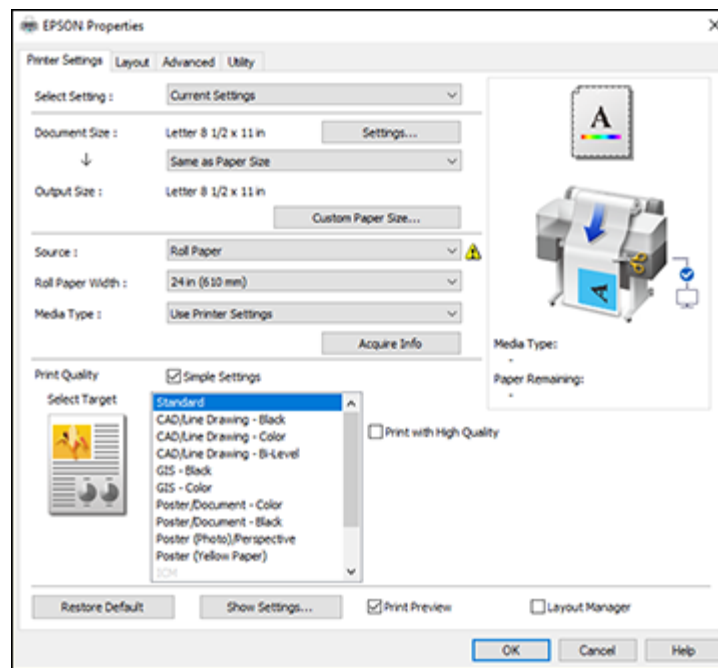 EPSON Properties
Printer Settings Layout Advanced Utility
Select Setting : Current Settings
Document Size : Letter 8 1/2 x 11 in Settings...
Same as Paper Size
Output Size : Letter 8 1/2 x 11 in
Custom Paper Size...
Source : Roll Paper
Roll Paper Width : 24 in (610 mm)
Media Type : Use Printer Settings
Acquire Info
A
A
Media Type:
-
Paper Remaining:
-
Print Quality Simple Settings
Select Target
Standard
CAD/Line Drawing - Black
CAD/Line Drawing - Color
CAD/Line Drawing - Bi-Level
GIS - Black
GIS - Color
Poster/Document - Color
Poster/Document - Black
Poster (Photo)/Perspective
Poster (Yellow Paper)
ICM
Print with High Quality
Restore Default Show Settings... Print Preview Layout Manager
OK Cancel Help